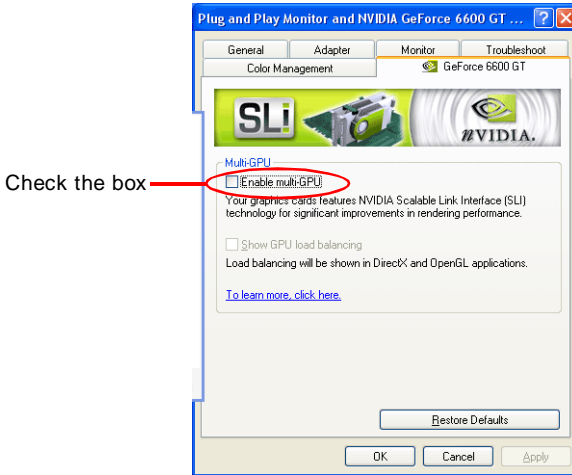 Plug and Play Monitor and NVIDIA GeForce 6600 GT ...
General Adapter Monitor Troubleshoot
Color Management GeForce 6600 GT
SLI
nVIDIA.
Multi-GPU
Check the box
Enable multi-GPU
Your graphics cards features NVIDIA Scalable Link Interface (SLI)
technology for significant improvements in rendering performance.
Show GPU load balancing
Load balancing will be shown in DirectX and OpenGL applications.
To learn more, click here.
Restore Defaults
OK Cancel Apply